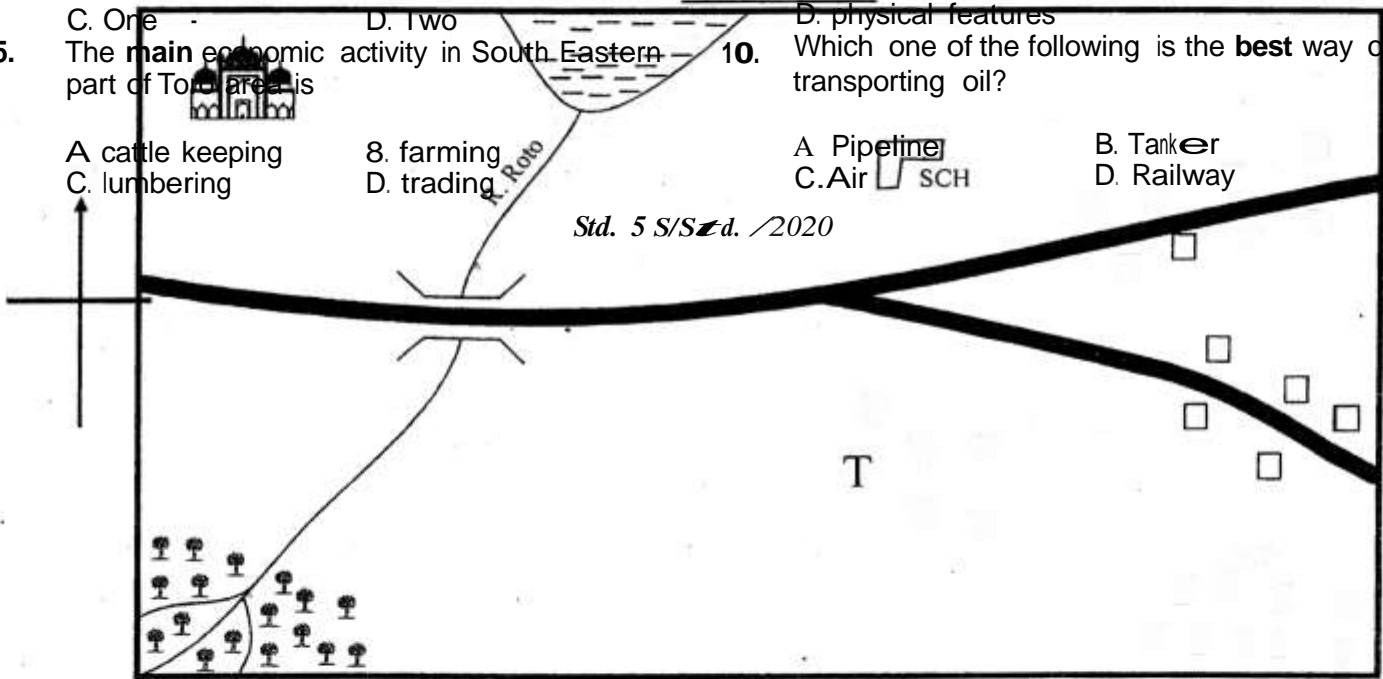 C. One - D. Two
5. The main economic activity in South Eastern
part of Toro area is
A cattle keeping 8. farming
C. lumbering D. trading
D. physical features
10. Which one of the following is the best way
transporting oil?
A Pipeline B. Tanker
C.Air D. Railway
SCH
R. Roto
Std. 5 S/Std. /2020
T